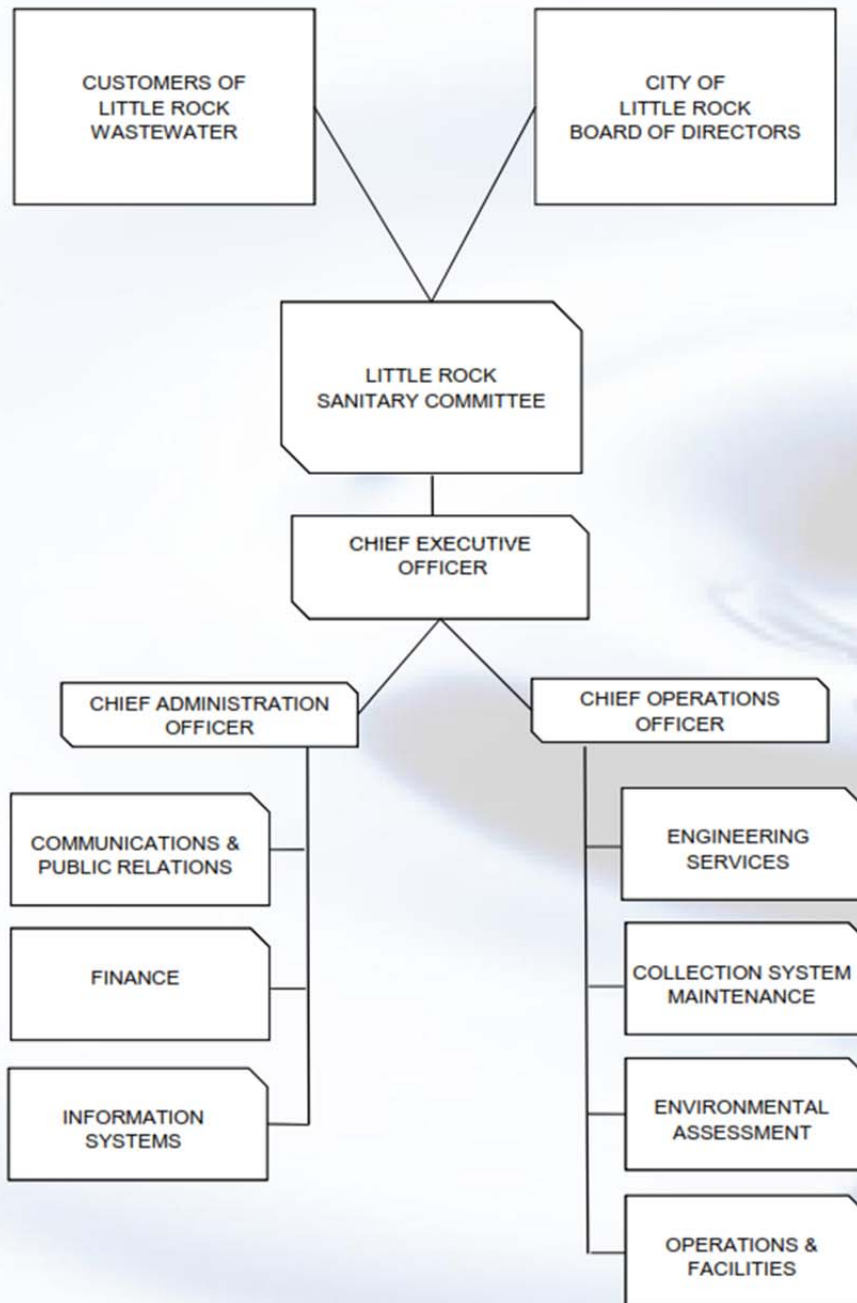 CUSTOMERS OF
LITTLE ROCK
WASTEWATER
CITY OF
LITTLE ROCK
BOARD OF DIRECTORS
LITTLE ROCK
SANITARY COMMITTEE
CHIEF EXECUTIVE
OFFICER
CHIEF ADMINISTRATION
OFFICER
CHIEF OPERATIONS
OFFICER
COMMUNICATIONS &
PUBLIC RELATIONS
FINANCE
INFORMATION
SYSTEMS
ENGINEERING
SERVICES
COLLECTION SYSTEM
MAINTENANCE
ENVIRONMENTAL
ASSESSMENT
OPERATIONS &
FACILITIES